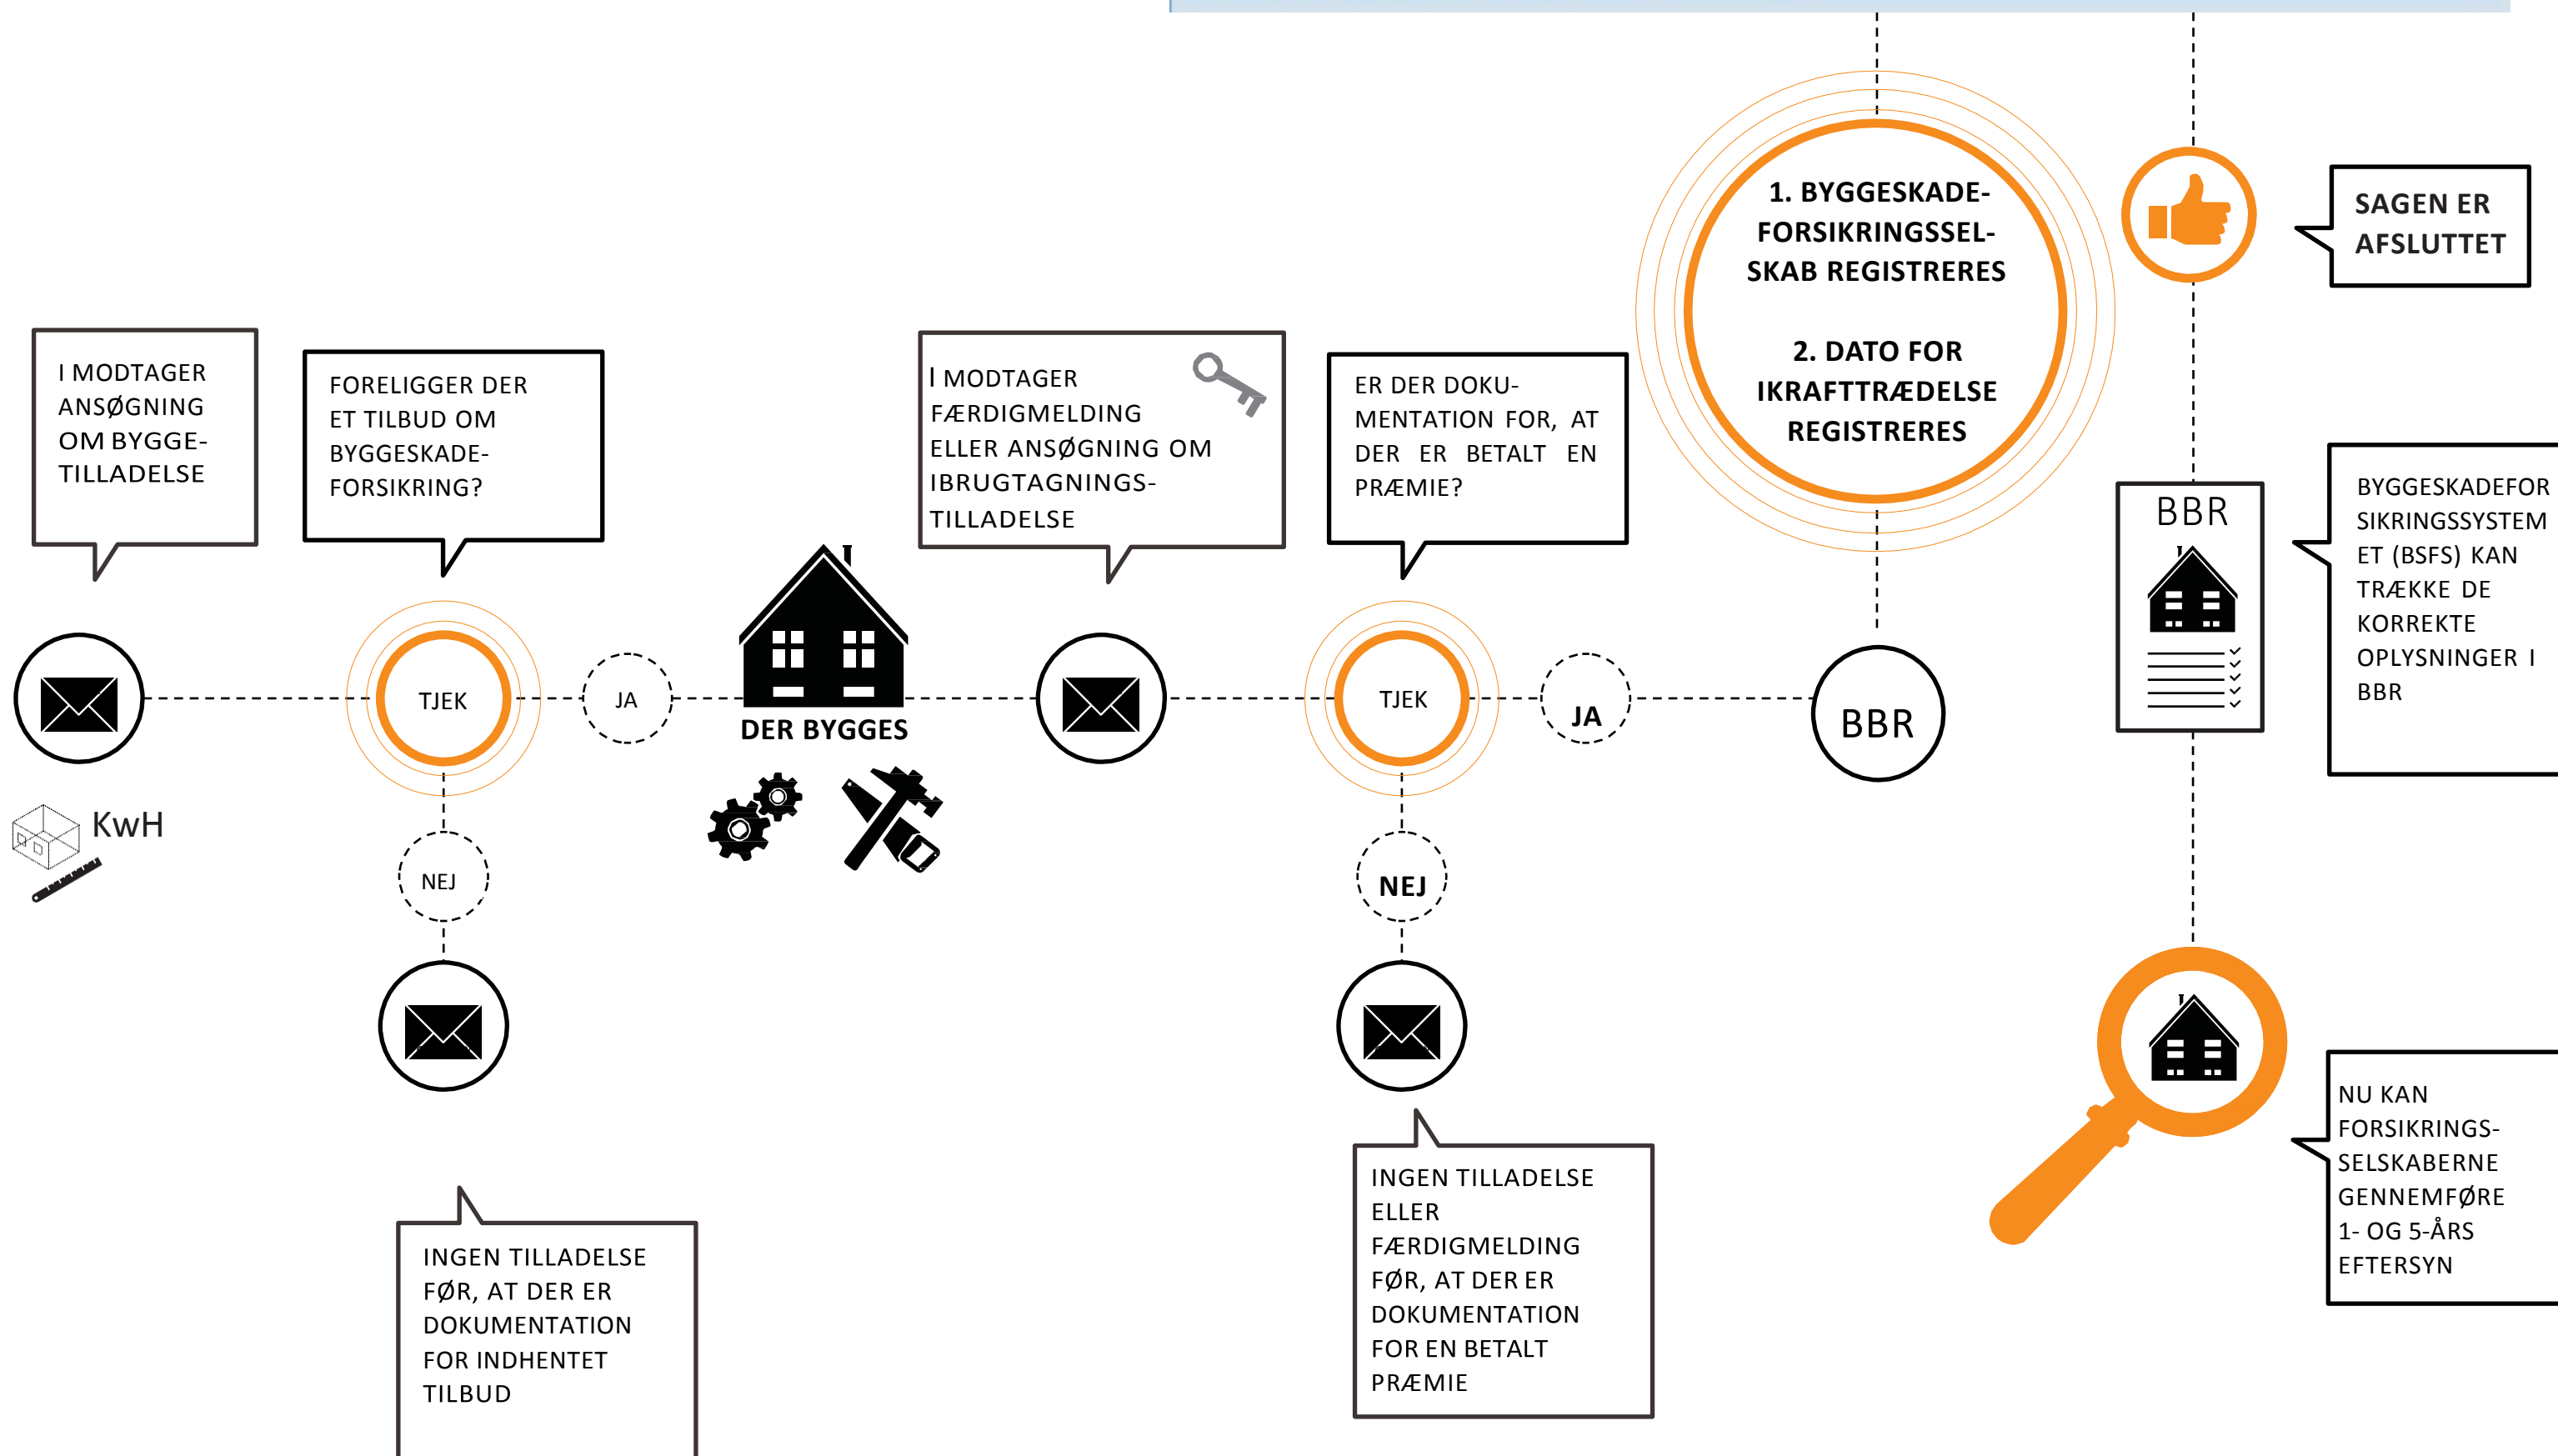 I MODTAGER
ANSØGNING
OM BYGGE-
TILLADELSE
KwH
FORELIGGER DER
ET TILBUD OM
BYGGESKADE-
FORSIKRING?
TJEK
JA
NEJ
INGEN TILLADELSE
FØR, AT DER ER
DOKUMENTATION
FOR INDHENTET
TILBUD
DER BYGGES
I MODTAGER
FÆRDIGMELDING
ELLER ANSØGNING OM
IBRUGTAGNINGS-
TILLADELSE
ER DER DOKU-
MENTATION FOR, AT
DER ER BETALT EN
PRÆMIE?
TJEK
JA
NEJ
INGEN TILLADELSE
ELLER
FÆRDIGMELDING
FØR, AT DER ER
DOKUMENTATION
FOR EN BETALT
PRÆMIE
BBR
1. BYGGESKADE-
FORSIKRINGSSEL-
SKAB REGISTRERES
2. DATO FOR
IKRAFTTRÆDELSE
REGISTRERES
SAGEN ER
AFSLUTTET
BBR
BYGGESKADEFOR
SIKRINGSSYSTEM
ET (BSFS) KAN
TRÆKKE DE
KORREKTE
OPLYSNINGER I
BBR
NU KAN
FORSIKRINGS-
SELSKABERNE
GENNEMFØRE
1- OG 5-ÅRS
EFTERSYN